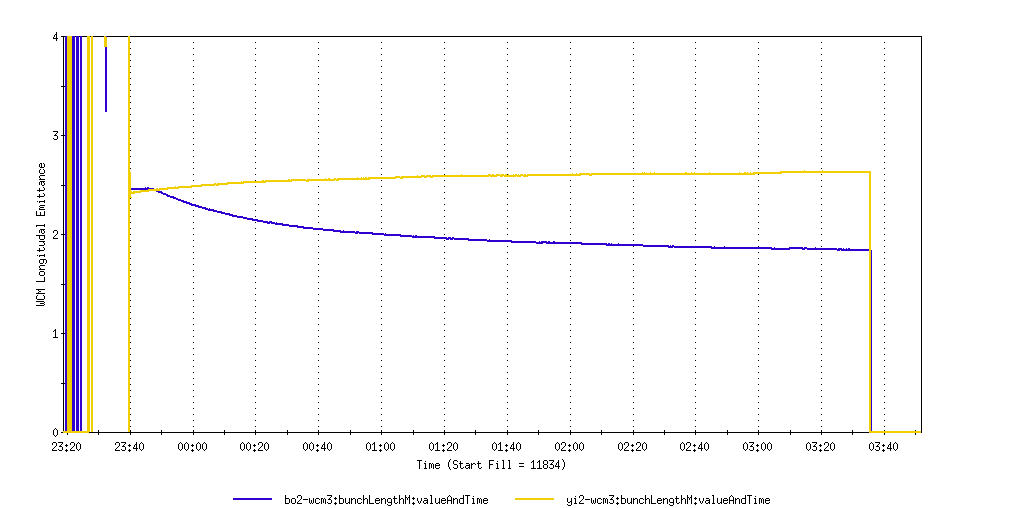 4
3
2
1
0
WCM Longitudal Emittance
23:20 23:40 00:00 00:20 00:40 01:00 01:20 01:40 02:00 02:20 02:40 03:00 03:20 03:40
Time (Start Fill = 11834)
bo2-wcm3:bunchLengthM:valueAndTime yi2-wcm3:bunchLengthM:valueAndTime